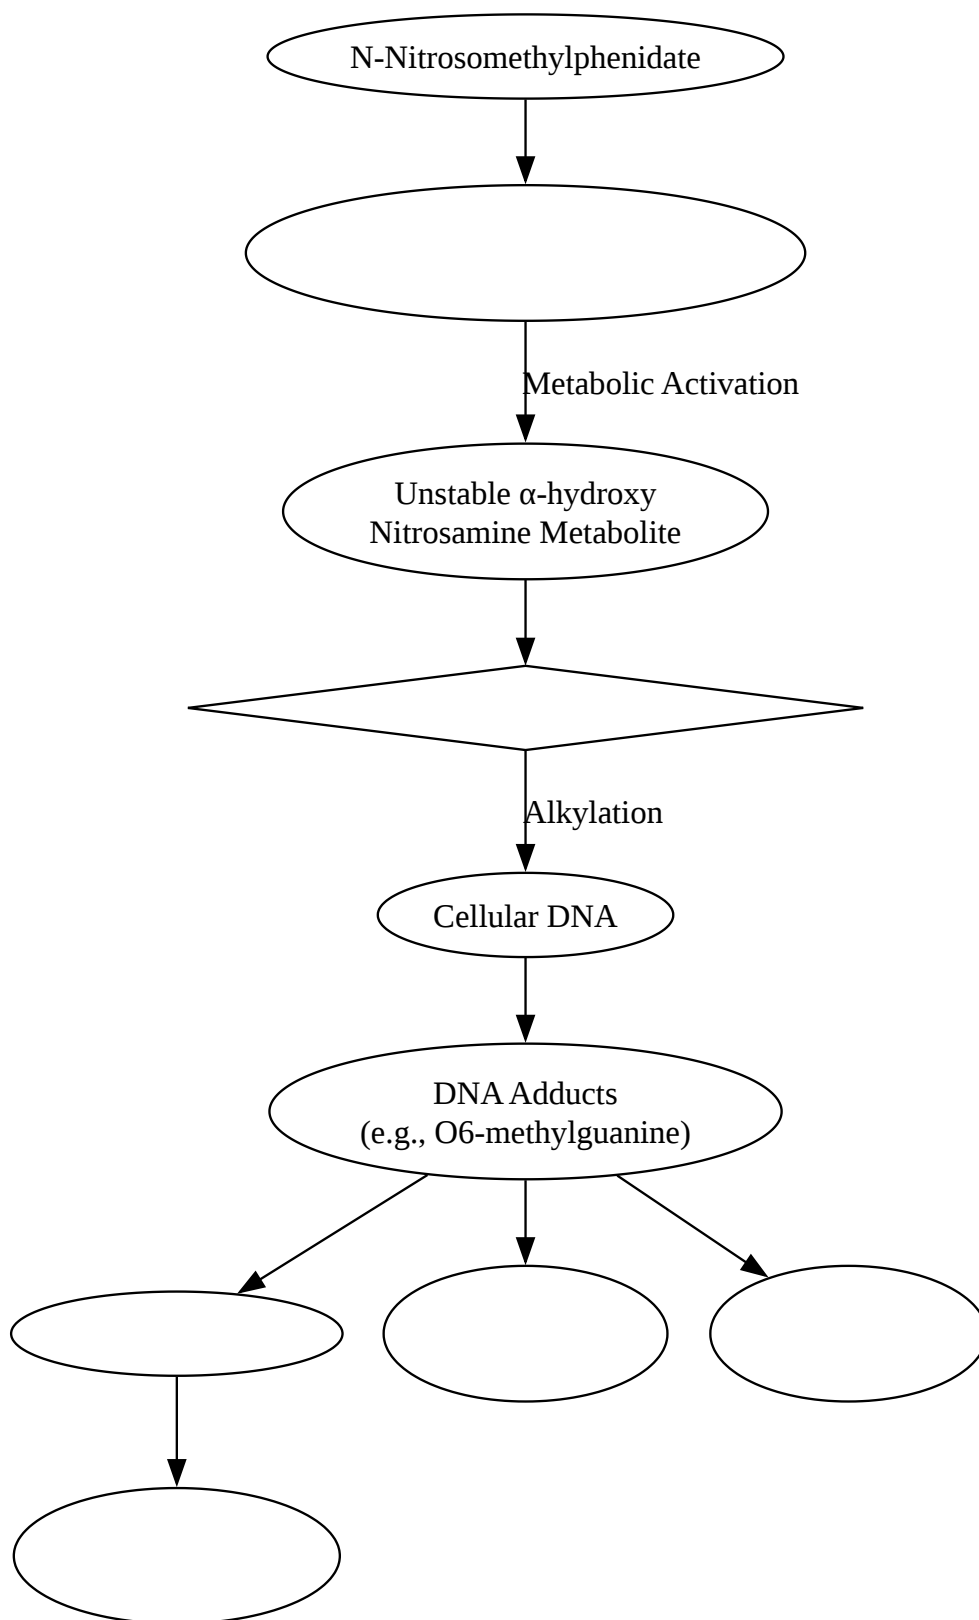 N-Nitrosomethylphenidate
Metabolic Activation
Unstable α-hydroxy
Nitrosamine Metabolite
Alkylation
Cellular DNA
DNA Adducts
(e.g., O6-methylguanine)